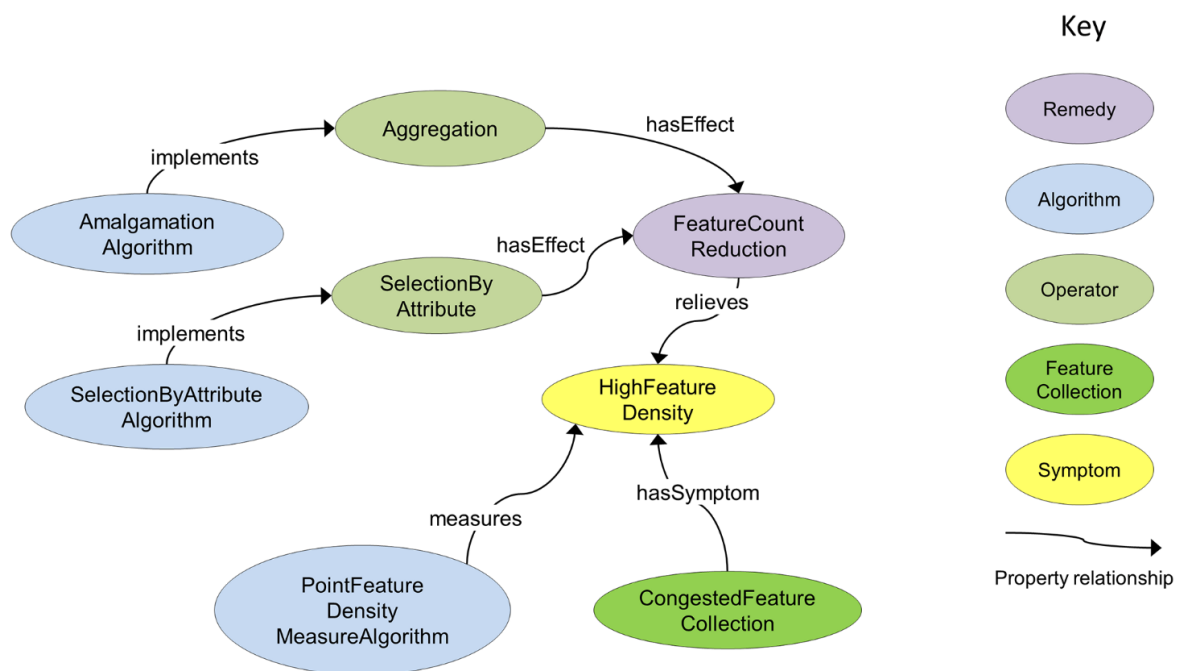 Key
Remedy
Aggregation
hasEffect
implements
Amalgamation
Algorithm
FeatureCount
Reduction
Algorithm
hasEffect
SelectionBy
Attribute
Operator
relieves
implements
SelectionByAttribute
Algorithm
HighFeature
Density
Feature
Collection
Symptom
hasSymptom
measures
Property relationship
PointFeature
Density
MeasureAlgorithm
CongestedFeature
Collection